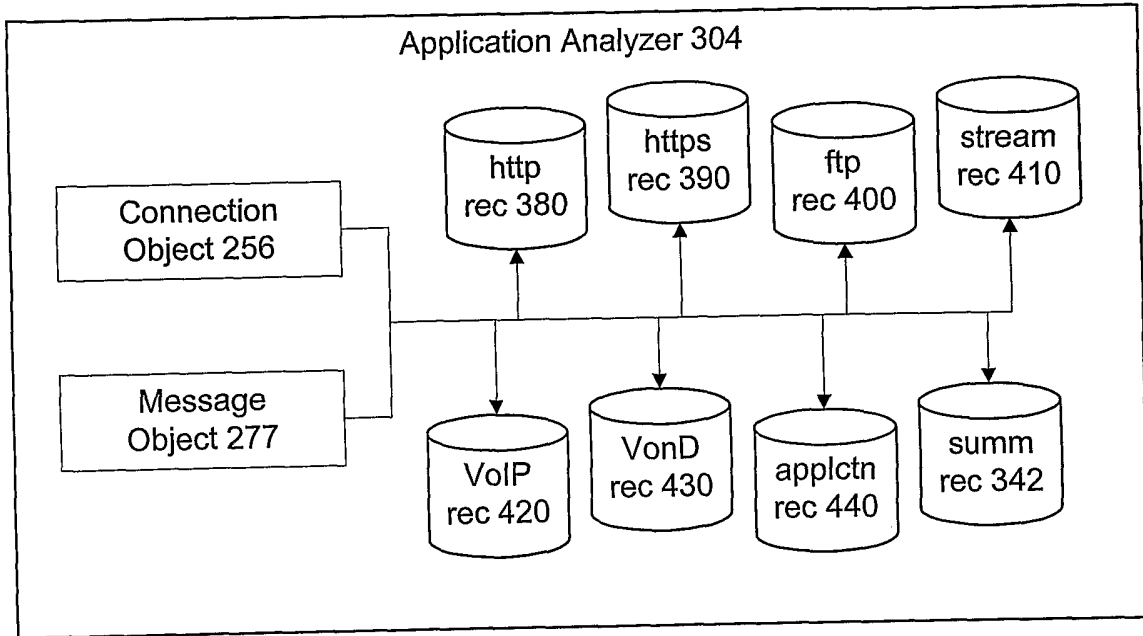 Application Analyzer 304
http
rec 380
https
rec 390
ftp
rec 400
stream
rec 410
Connection
Object 256
Message
Object 277
VoIP
rec 420
VonD
rec 430
applctn
rec 440
summ
rec 342